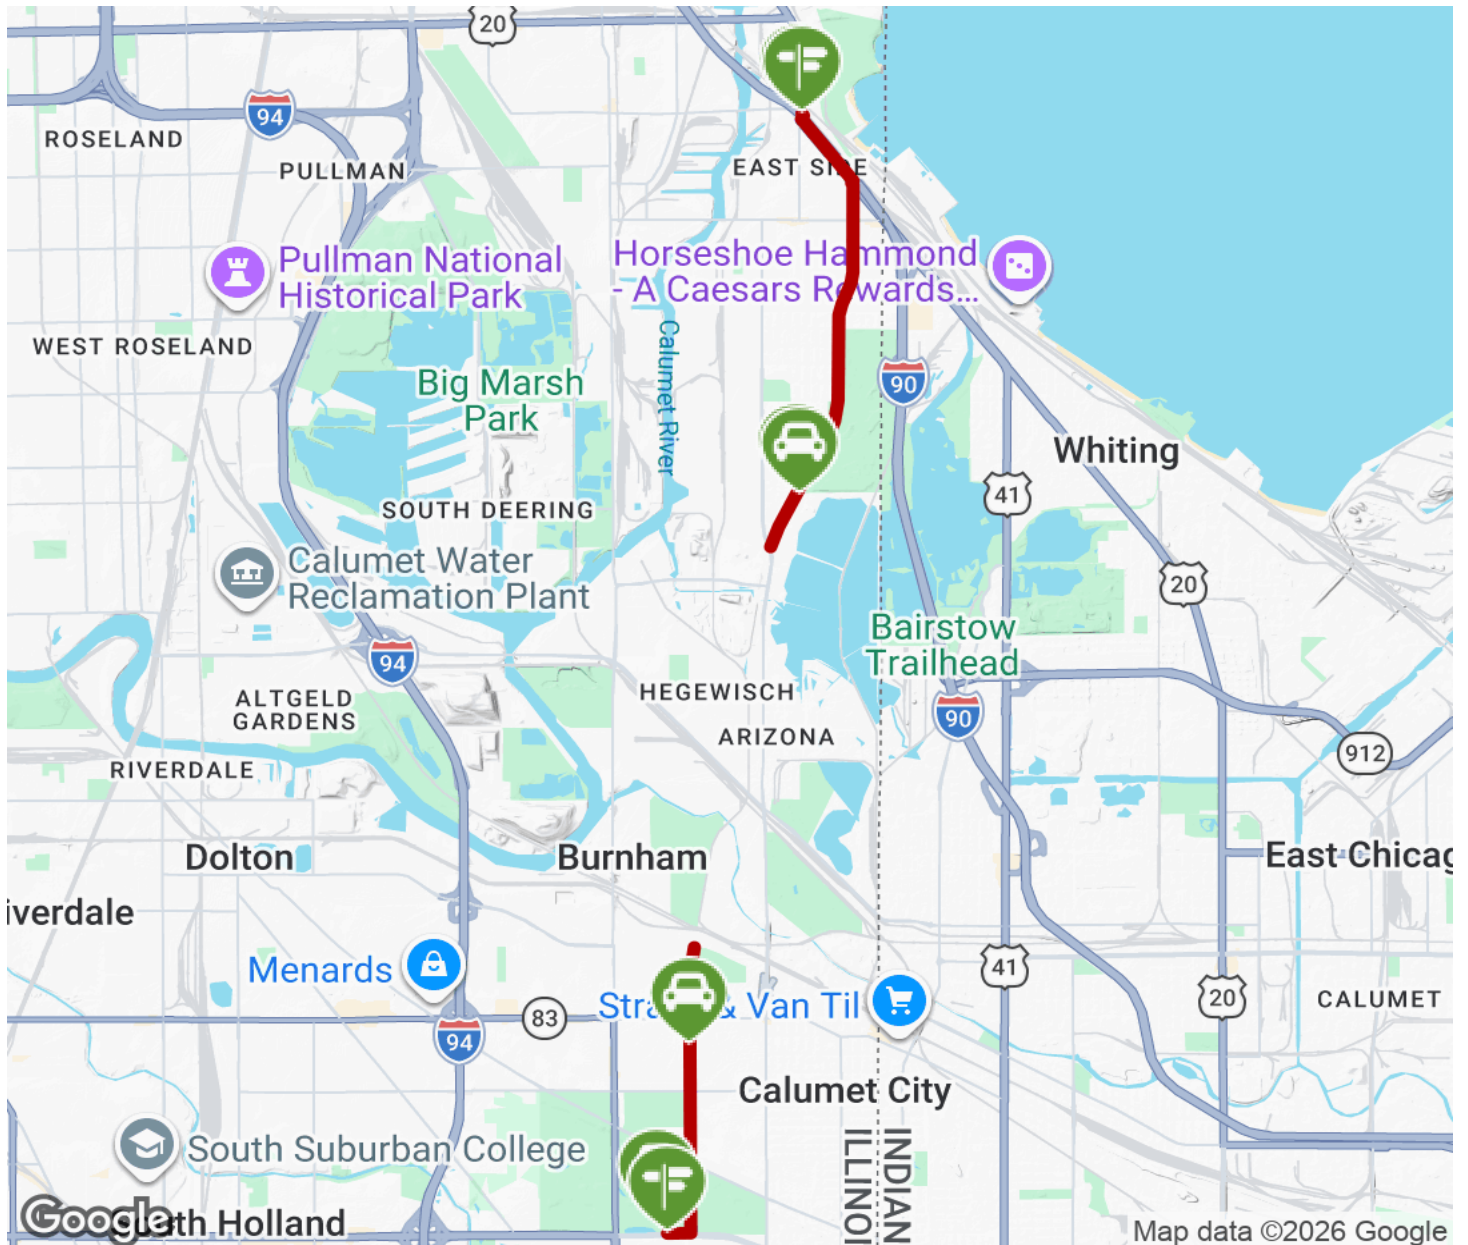 20
94
ROSELAND
PULLMAN
EAST SIDE
Pullman National
Historical Park
Horseshoe Hammond
- A Caesars Rewards...
WEST ROSELAND
Calumet River
Big Marsh
Park
90
Whiting
41
SOUTH DEERING
Calumet Water
Reclamation Plant
20
Bairstow
Trailhead
94
HEGEWISCH
ALTGELD
GARDENS
90
ARIZONA
912
RIVERDALE
Dolton
Burnham
East Chicag
iverdale
Menards
41
Stra & Van Til
20
CALUMET
83
94
Calumet City
South Suburban College
ILLINOI
INDIAN
Google
South Holland
Map data ©2026 Google